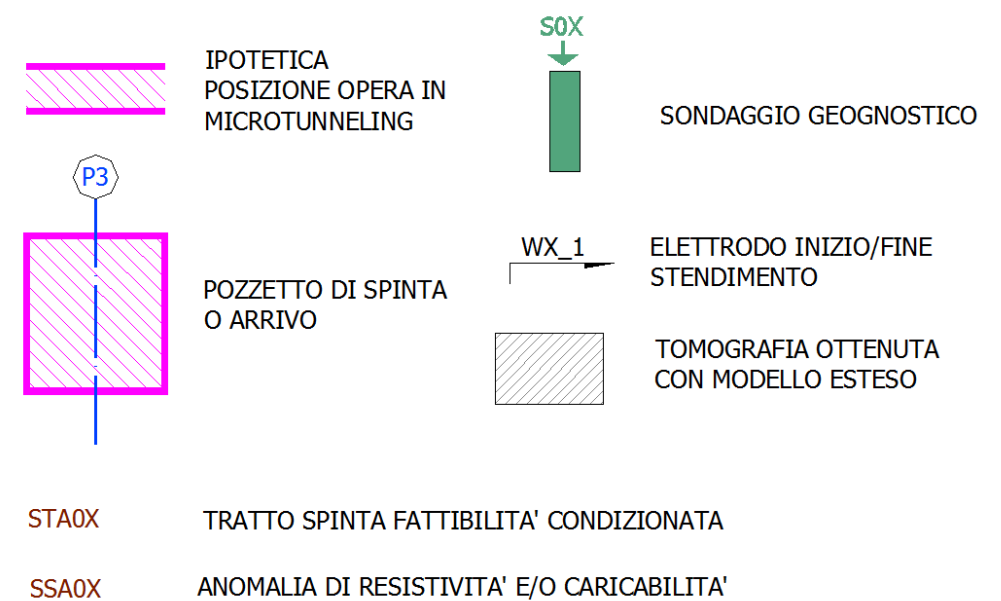 IPOTETICA
POSIZIONE OPERA IN
MICROTUNNELING
P3
POZZETTO DI SPINTA
O ARRIVO
S0X
SONDAGGIO GEOGNOSTICO
WX_1
ELETTRODO INIZIO/FINE
STENDIMENTO
TOMOGRAFIA OTTENUTA
CON MODELLO ESTESO
STA0X
TRATTO SPINTA FATTIBILITA' CONDIZIONATA
SSA0X
ANOMALIA DI RESISTIVITA' E/O CARICABILITA'